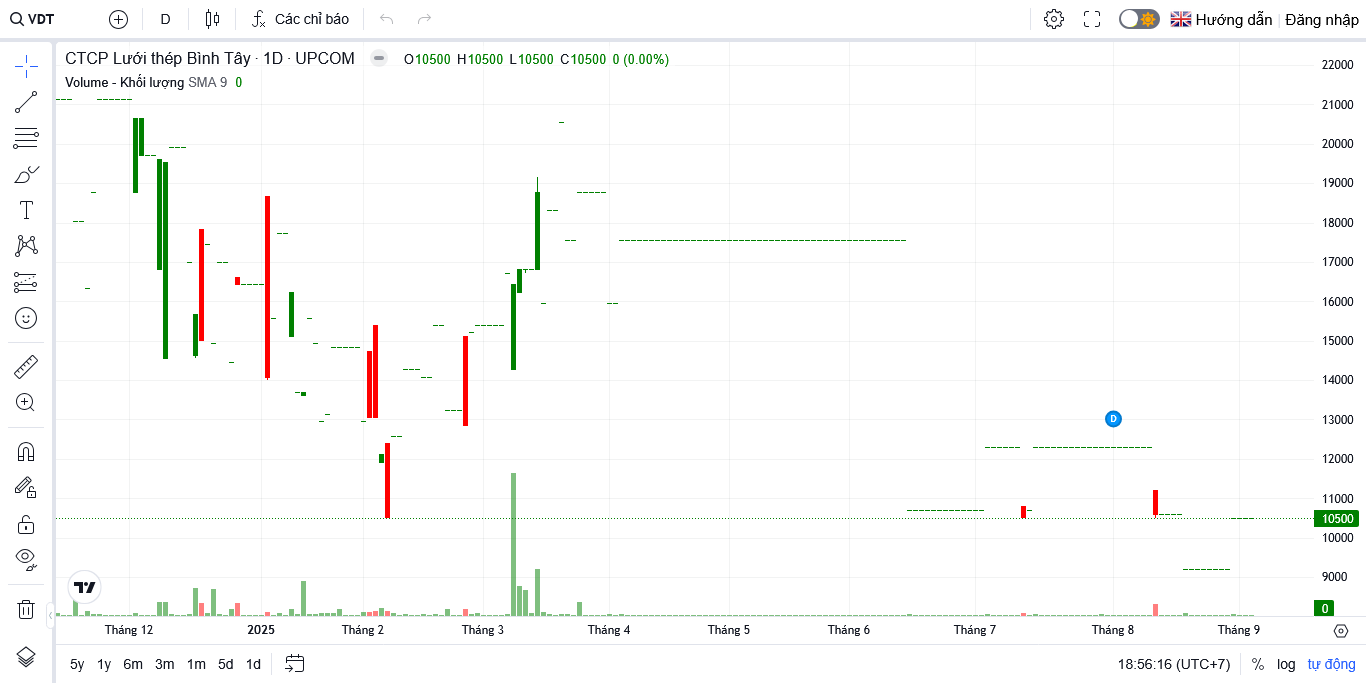 VDT D Các chỉ báo Hướng dẫn Đăng nhập
CTCP Lưới thép Bình Tây · 1D · UPCOM O10500 H10500 L10500 C10500 0 (0.00%)
Volume - Khối lượng SMA 9 0
22000
21000
20000
19000
18000
17000
16000
15000
14000
13000
D
12000
11000
10500
10000
9000
0
Tháng 12 2025 Tháng 2 Tháng 3 Tháng 4 Tháng 5 Tháng 6 Tháng 7 Tháng 8 Tháng 9
5y 1y 6m 3m 1m 5d 1d 18:56:16 (UTC+7) % log tự động